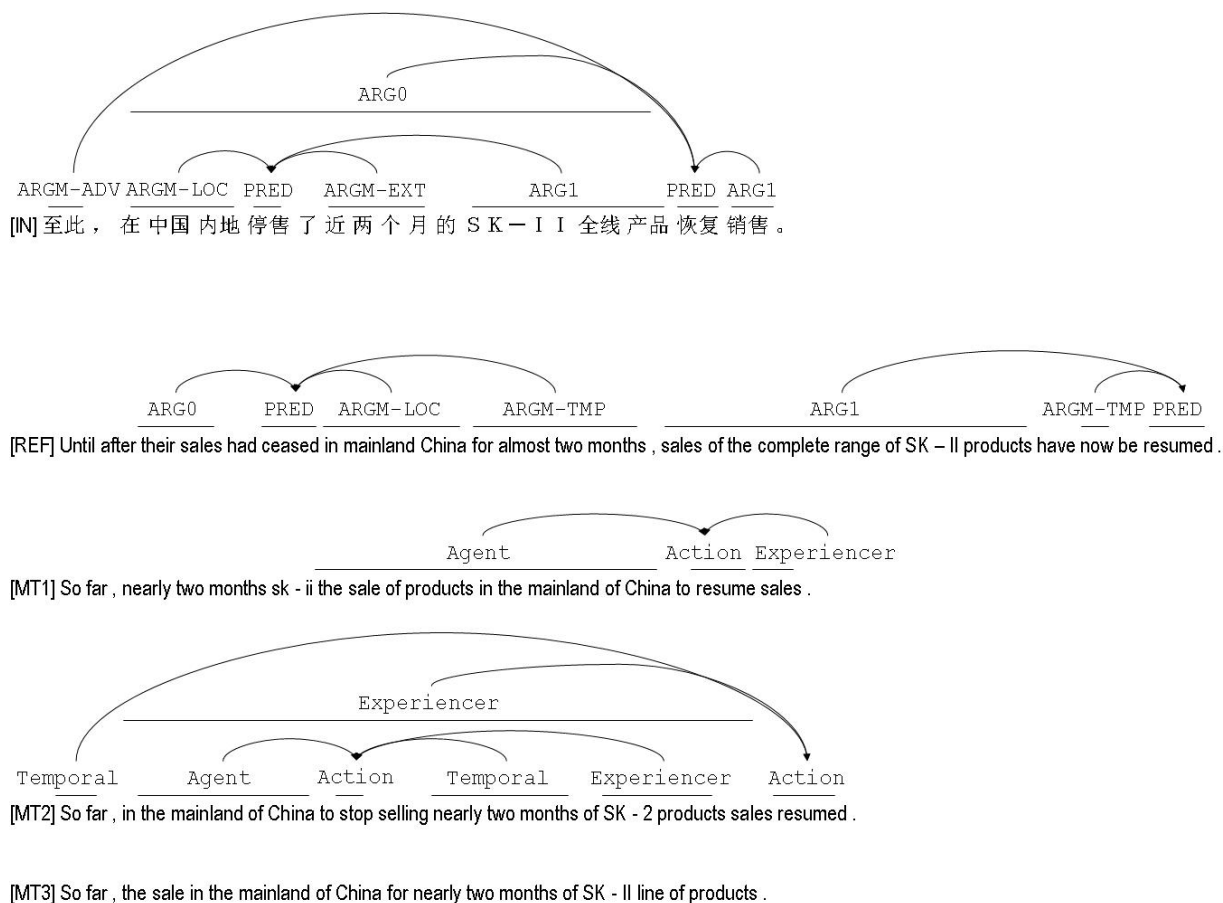 ARG0
ARGM-ADV ARGM-LOC PRED ARGM-EXT ARG1 PRED ARG1
[IN] 至此 , 在 中国 内地 停售 了 近 两 个 月 的 SK－II 全线 产品 恢复 销售 。
ARG0 PRED ARGM-LOC ARGM-TMP ARG1 ARGM-TMP PRED
[REF] Until after their sales had ceased in mainland China for almost two months , sales of the complete range of SK – II products have now be resumed .
Agent Action Experiencer
[MT1] So far , nearly two months sk - ii the sale of products in the mainland of China to resume sales .
Experiencer
Temporal Agent Action Temporal Experiencer Action
[MT2] So far , in the mainland of China to stop selling nearly two months of SK - 2 products sales resumed .
[MT3] So far , the sale in the mainland of China for nearly two months of SK - II line of products .